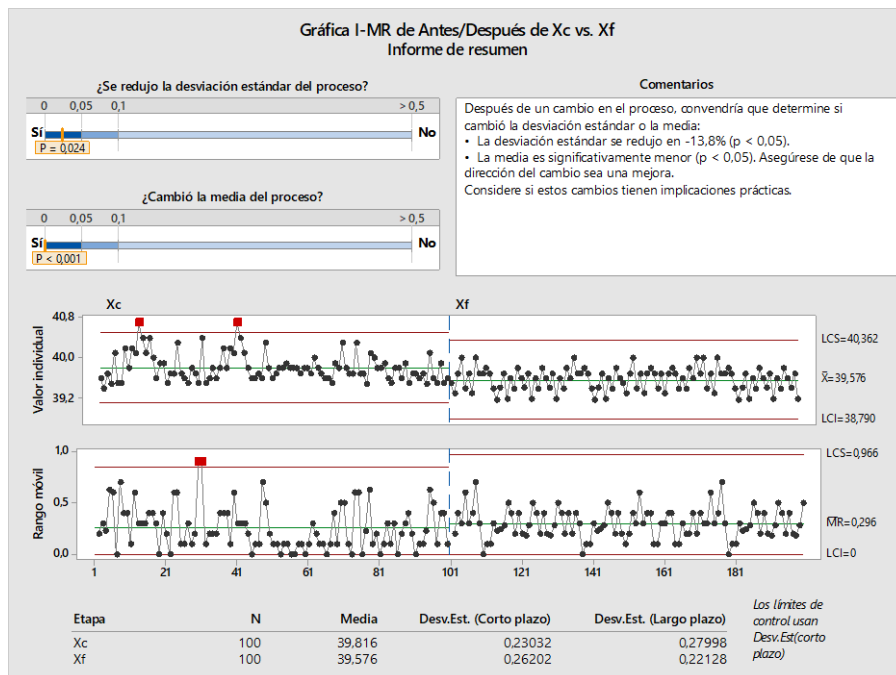 Gráfica I-MR de Antes/Después de Xc vs. Xf
Informe de resumen
¿Se redujo la desviación estándar del proceso?
0 0,05 0,1 > 0,5
Sí No
P = 0,024
¿Cambió la media del proceso?
0 0,05 0,1 > 0,5
Sí No
P < 0,001
Comentarios
Después de un cambio en el proceso, convendría que determine si
cambió la desviación estándar o la media:
• La desviación estándar se redujo en -13,8% (p < 0,05).
• La media es significativamente menor (p < 0,05). Asegúrese de que la
dirección del cambio sea una mejora.
Considere si estos cambios tienen implicaciones prácticas.
Xc Xf
Valor individual
40,8
40,0
39,2
LCS=40,362
X̄=39,576
LCI=38,790
Rango móvil
1,0
0,5
0,0
LCS=0,966
M̅R̅=0,296
LCI=0
1 21 41 61 81 101 121 141 161 181
Etapa N Media Desv.Est. (Corto plazo) Desv.Est. (Largo plazo)
Xc 100 39,816 0,23032 0,27998
Xf 100 39,576 0,26202 0,22128
Los límites de
control usan
Desv.Est(corto
plazo)